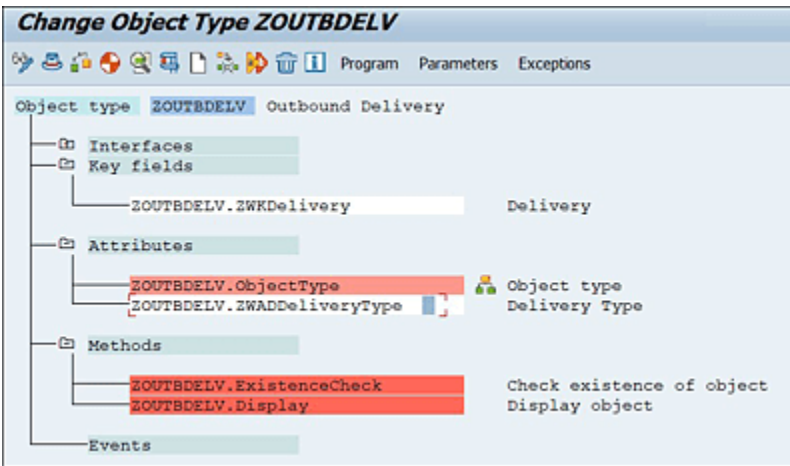 Change Object Type ZOUTBDELV
Program Parameters Exceptions
Object type ZOUTBDELV Outbound Delivery
Interfaces
Key fields
ZOUTBDELV.ZWKDelivery Delivery
Attributes
ZOUTBDELV.ObjectType Object type
ZOUTBDELV.ZWADDeliveryType Delivery Type
Methods
ZOUTBDELV.ExistenceCheck Check existence of object
ZOUTBDELV.Display Display object
Events